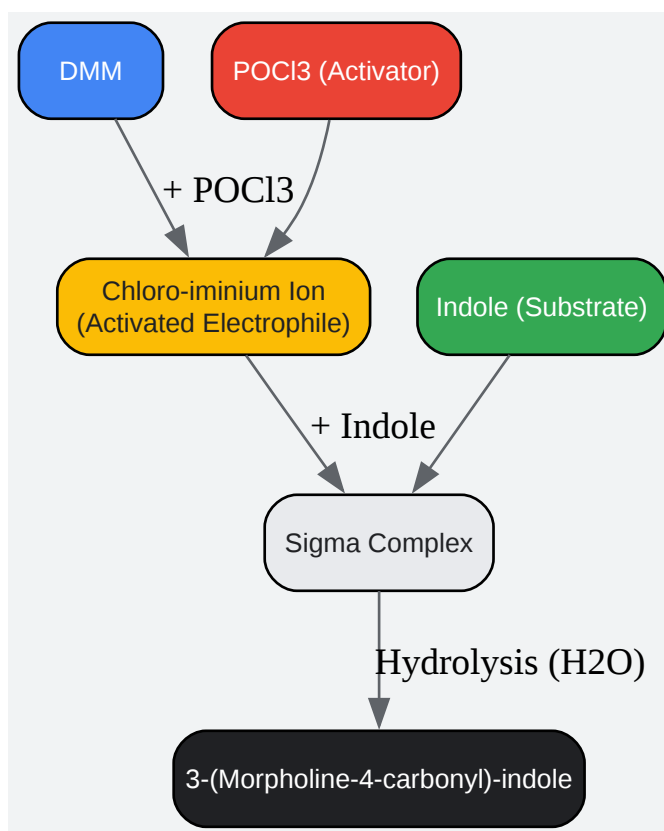 DMM
POCl3 (Activator)
+ POCl3
Chloro-iminium Ion
(Activated Electrophile)
Indole (Substrate)
+ Indole
Sigma Complex
Hydrolysis (H2O)
3-(Morpholine-4-carbonyl)-indole